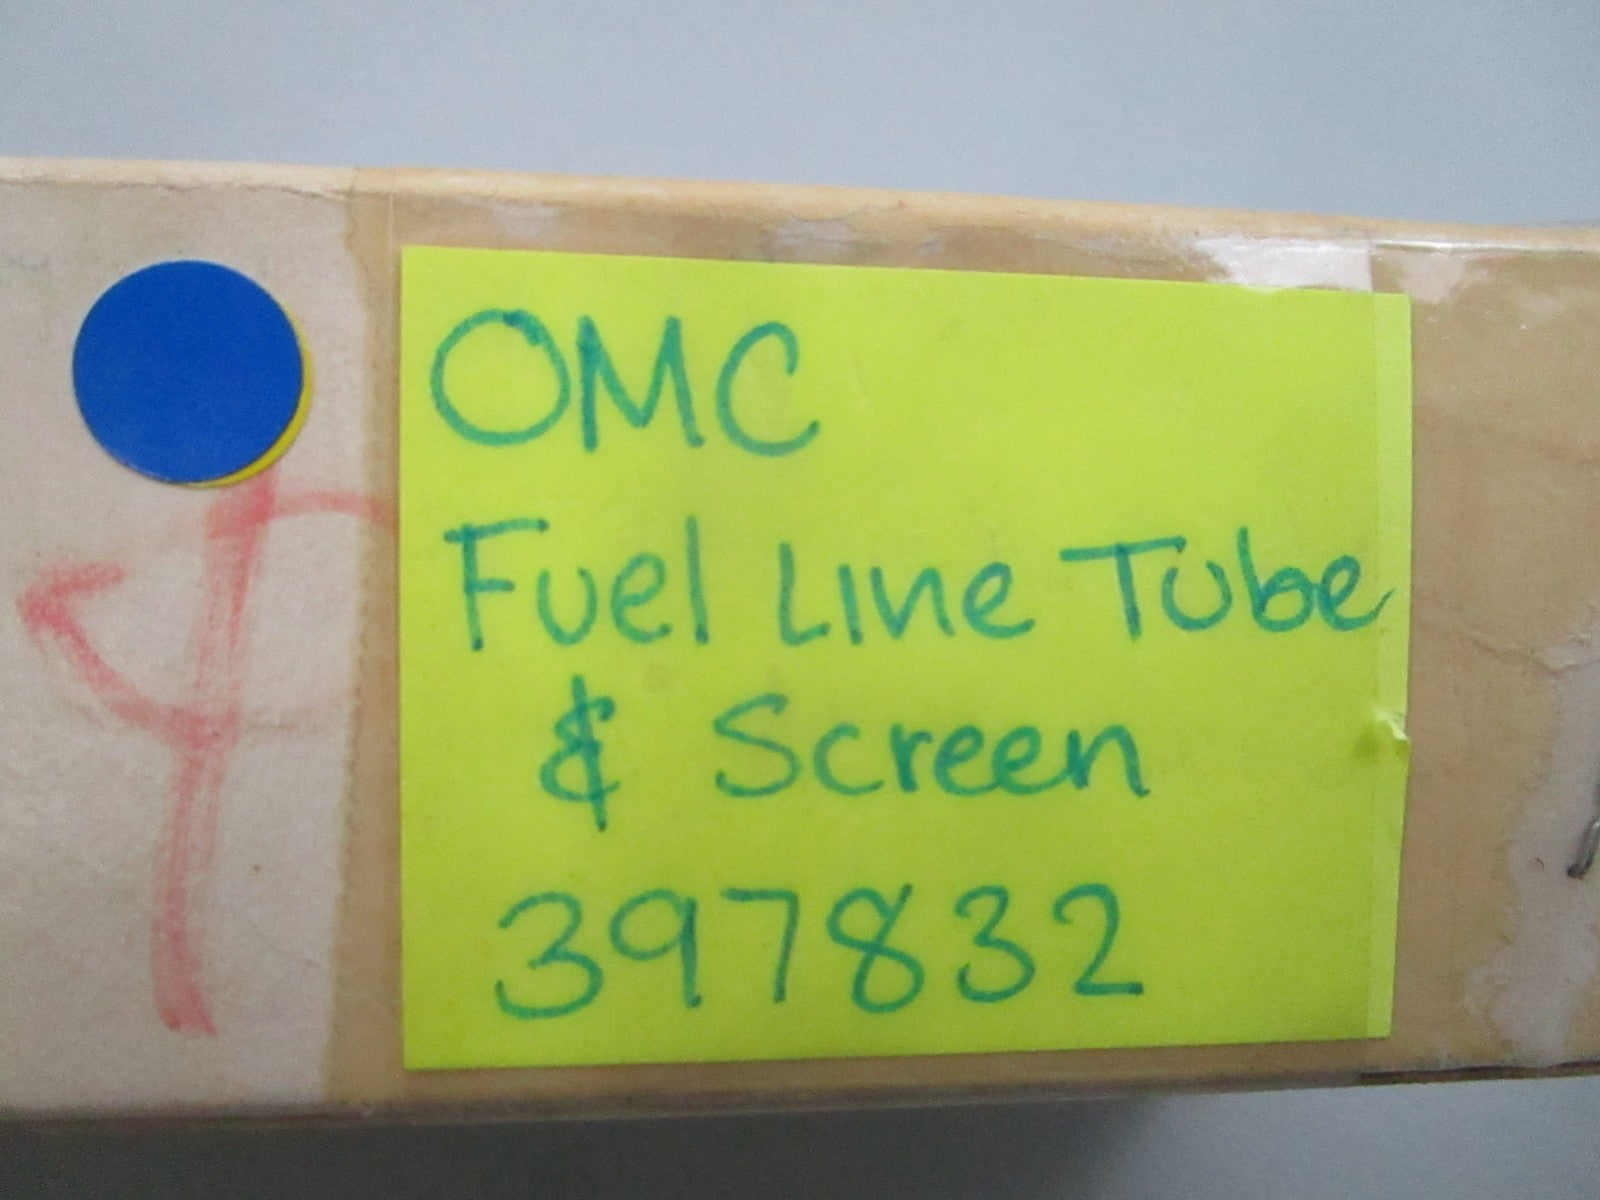 OMC
Fuel Line Tube
& Screen
397832